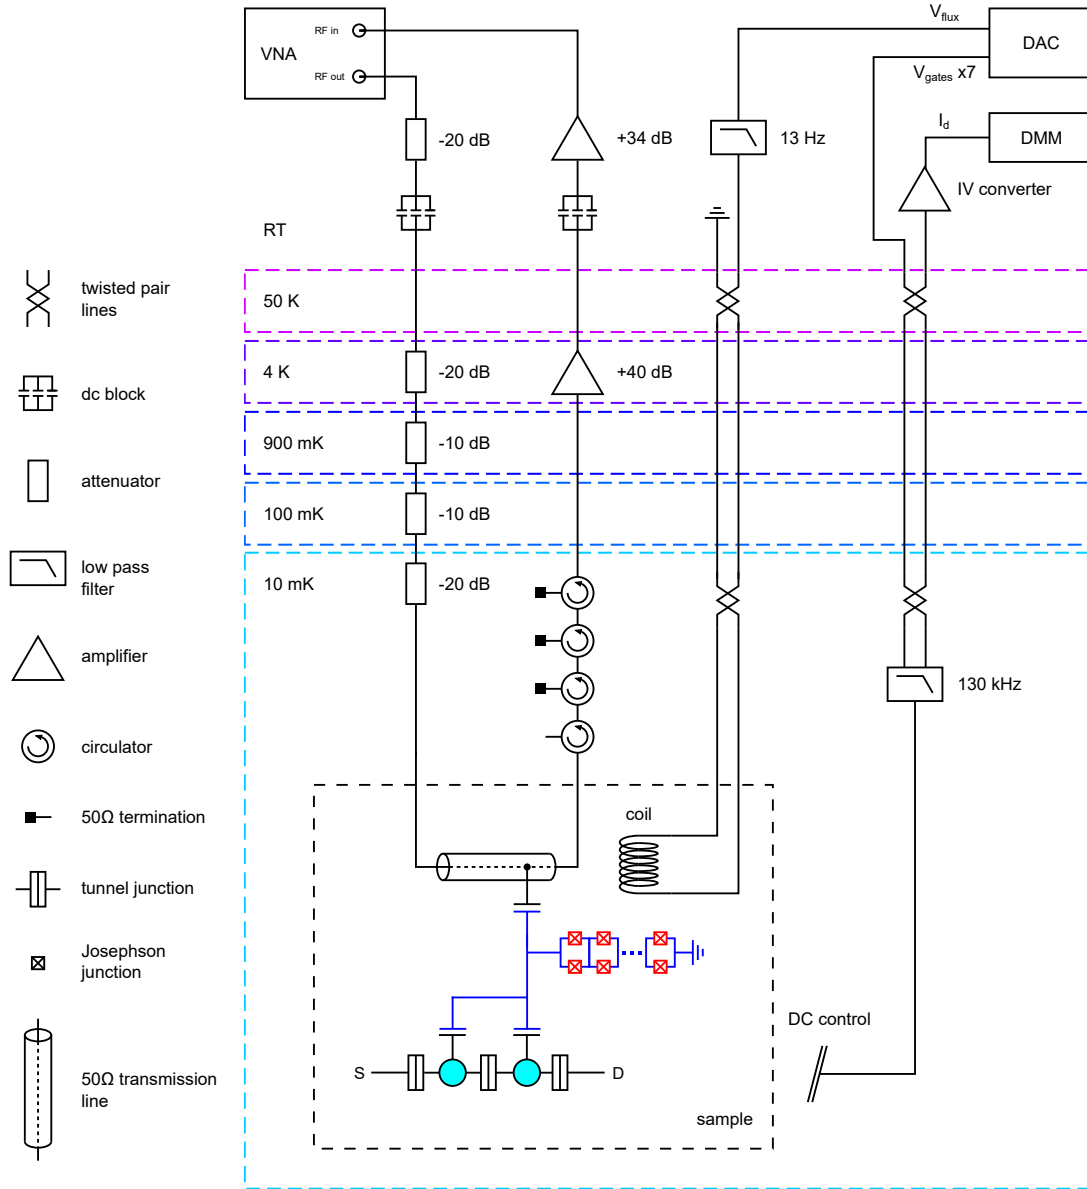 V_flux
RF in
VNA
DAC
RF out
V_gates x7
I_d
-20 dB
+34 dB
13 Hz
DMM
IV converter
RT
twisted pair
lines
50 K
4 K
-20 dB
+40 dB
dc block
900 mK
-10 dB
attenuator
100 mK
-10 dB
low pass
filter
10 mK
-20 dB
amplifier
130 kHz
circulator
50Ω termination
coil
tunnel junction
Josephson
junction
DC control
50Ω transmission
line
S
D
sample